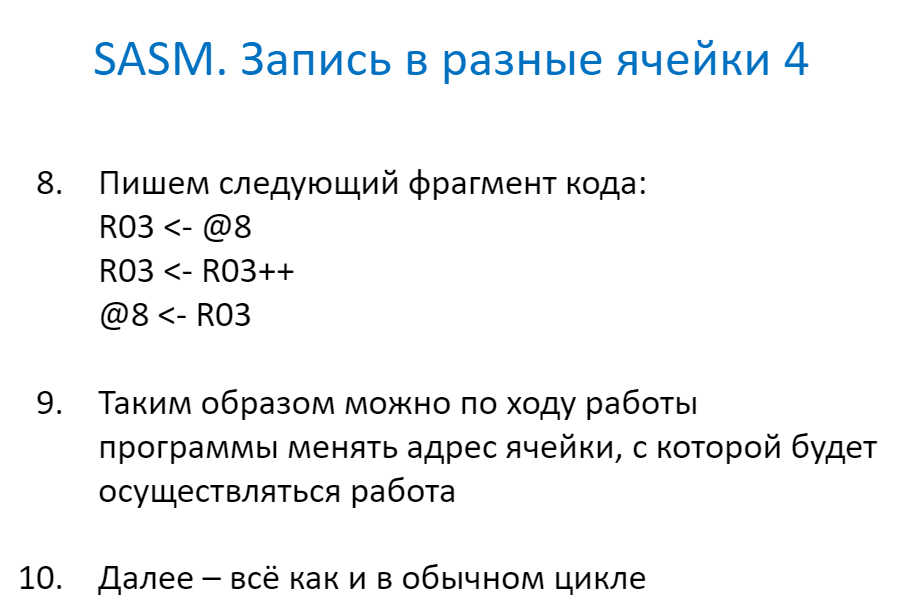 SASM. Запись в разные ячейки 4
8. Пишем следующий фрагмент кода:
R03 <- @8
R03 <- R03++
@8 <- R03
9. Таким образом можно по ходу работы
программы менять адрес ячейки, с которой будет
осуществляться работа
10. Далее – всё как и в обычном цикле